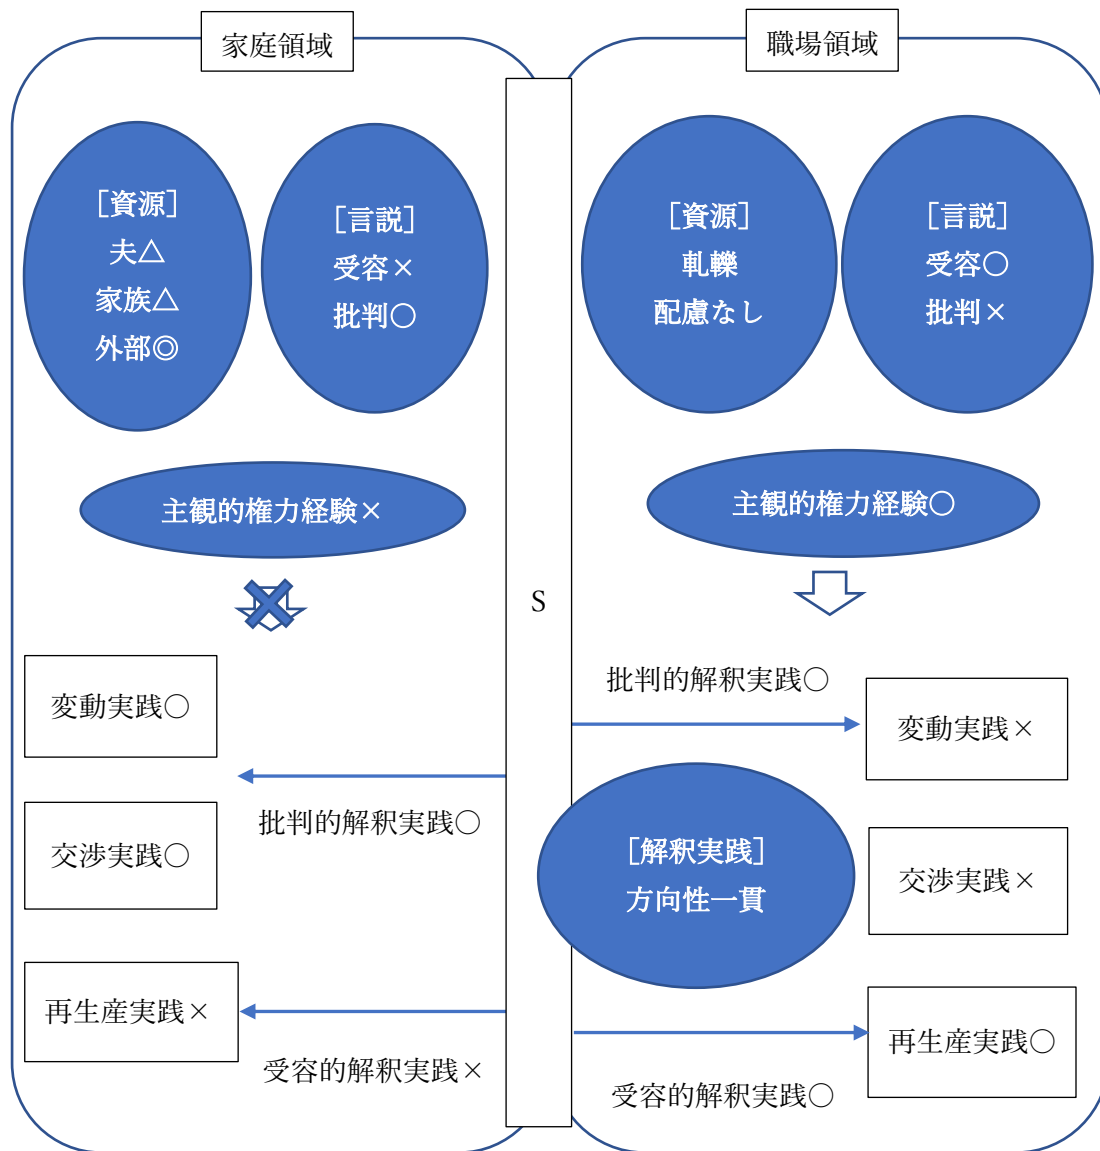 家庭領域
職場領域
［資源］
夫△
家族△
外部◎
［言説］
受容×
批判○
［資源］
軋轢
配慮なし
［言説］
受容○
批判×
主観的権力経験×
主観的権力経験○
S
変動実践○
批判的解釈実践○
交渉実践○
再生産実践×
受容的解釈実践×
批判的解釈実践○
変動実践×
［解釈実践］
方向性一貫
交渉実践×
再生産実践○
受容的解釈実践○